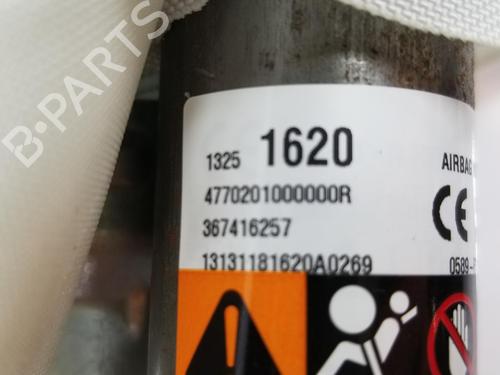 B-PARTS
1325 1620
AIRBAG
4770201000000R
CE
367416257
13131181620A0269
0589-